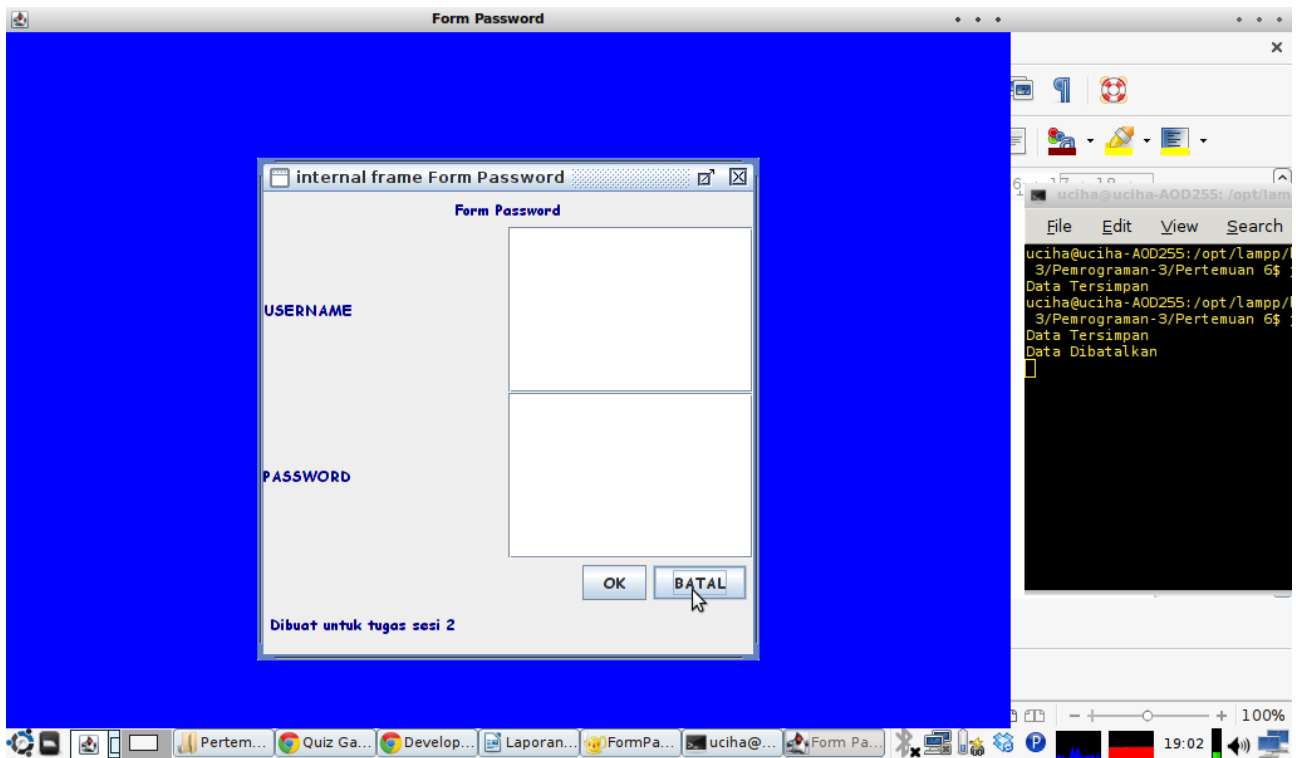 Form Password
internal frame Form Password
Form Password
USERNAME
PASSWORD
OK BATAL
Dibuat untuk tugas sesi 2
17 18
uciha@uciha-AOD255: /opt/lam
File Edit View Search
uciha@uciha-AOD255:/opt/lampp/
3/Pemrograman-3/Pertemuan 6$
Data Tersimpan
uciha@uciha-AOD255:/opt/lampp/
3/Pemrograman-3/Pertemuan 6$
Data Tersimpan
Data Dibatalkan
100%
Pertem... Quiz Ga... Develop... Laporan... FormPa... uciha@... Form Pa... 19:02